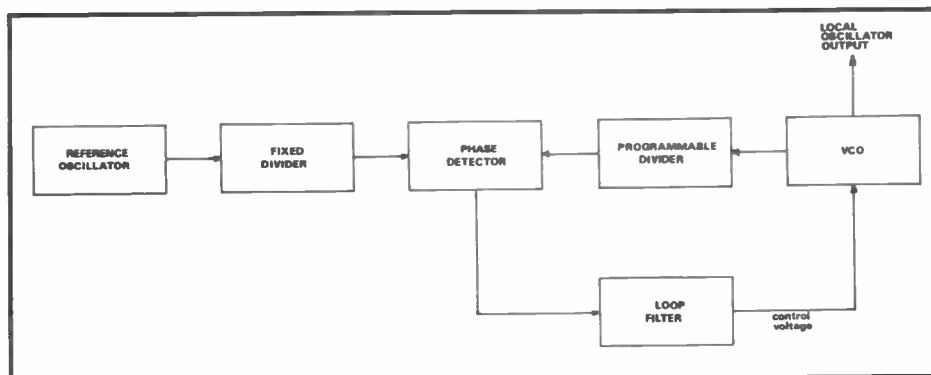 LOCAL
OSCILLATOR
OUTPUT
REFERENCE
OSCILLATOR
FIXED
DIVIDER
PHASE
DETECTOR
PROGRAMMABLE
DIVIDER
VCO
LOOP
FILTER
control
voltage